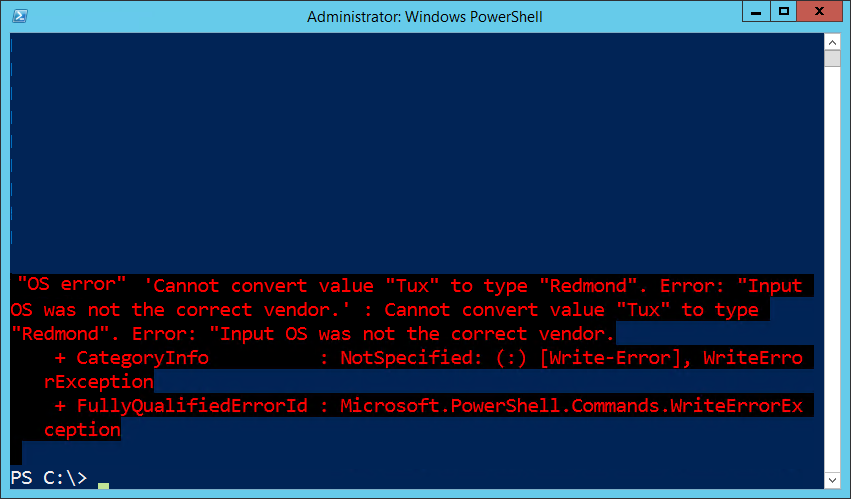 Administrator: Windows PowerShell
"OS error" 'Cannot convert value "Tux" to type "Redmond". Error: "Input
OS was not the correct vendor.' : Cannot convert value "Tux" to type
"Redmond". Error: "Input OS was not the correct vendor.
+ CategoryInfo : NotSpecified: (:) [Write-Error], WriteErro
rException
+ FullyQualifiedErrorId : Microsoft.PowerShell.Commands.WriteErrorEx
ception
PS C:\>